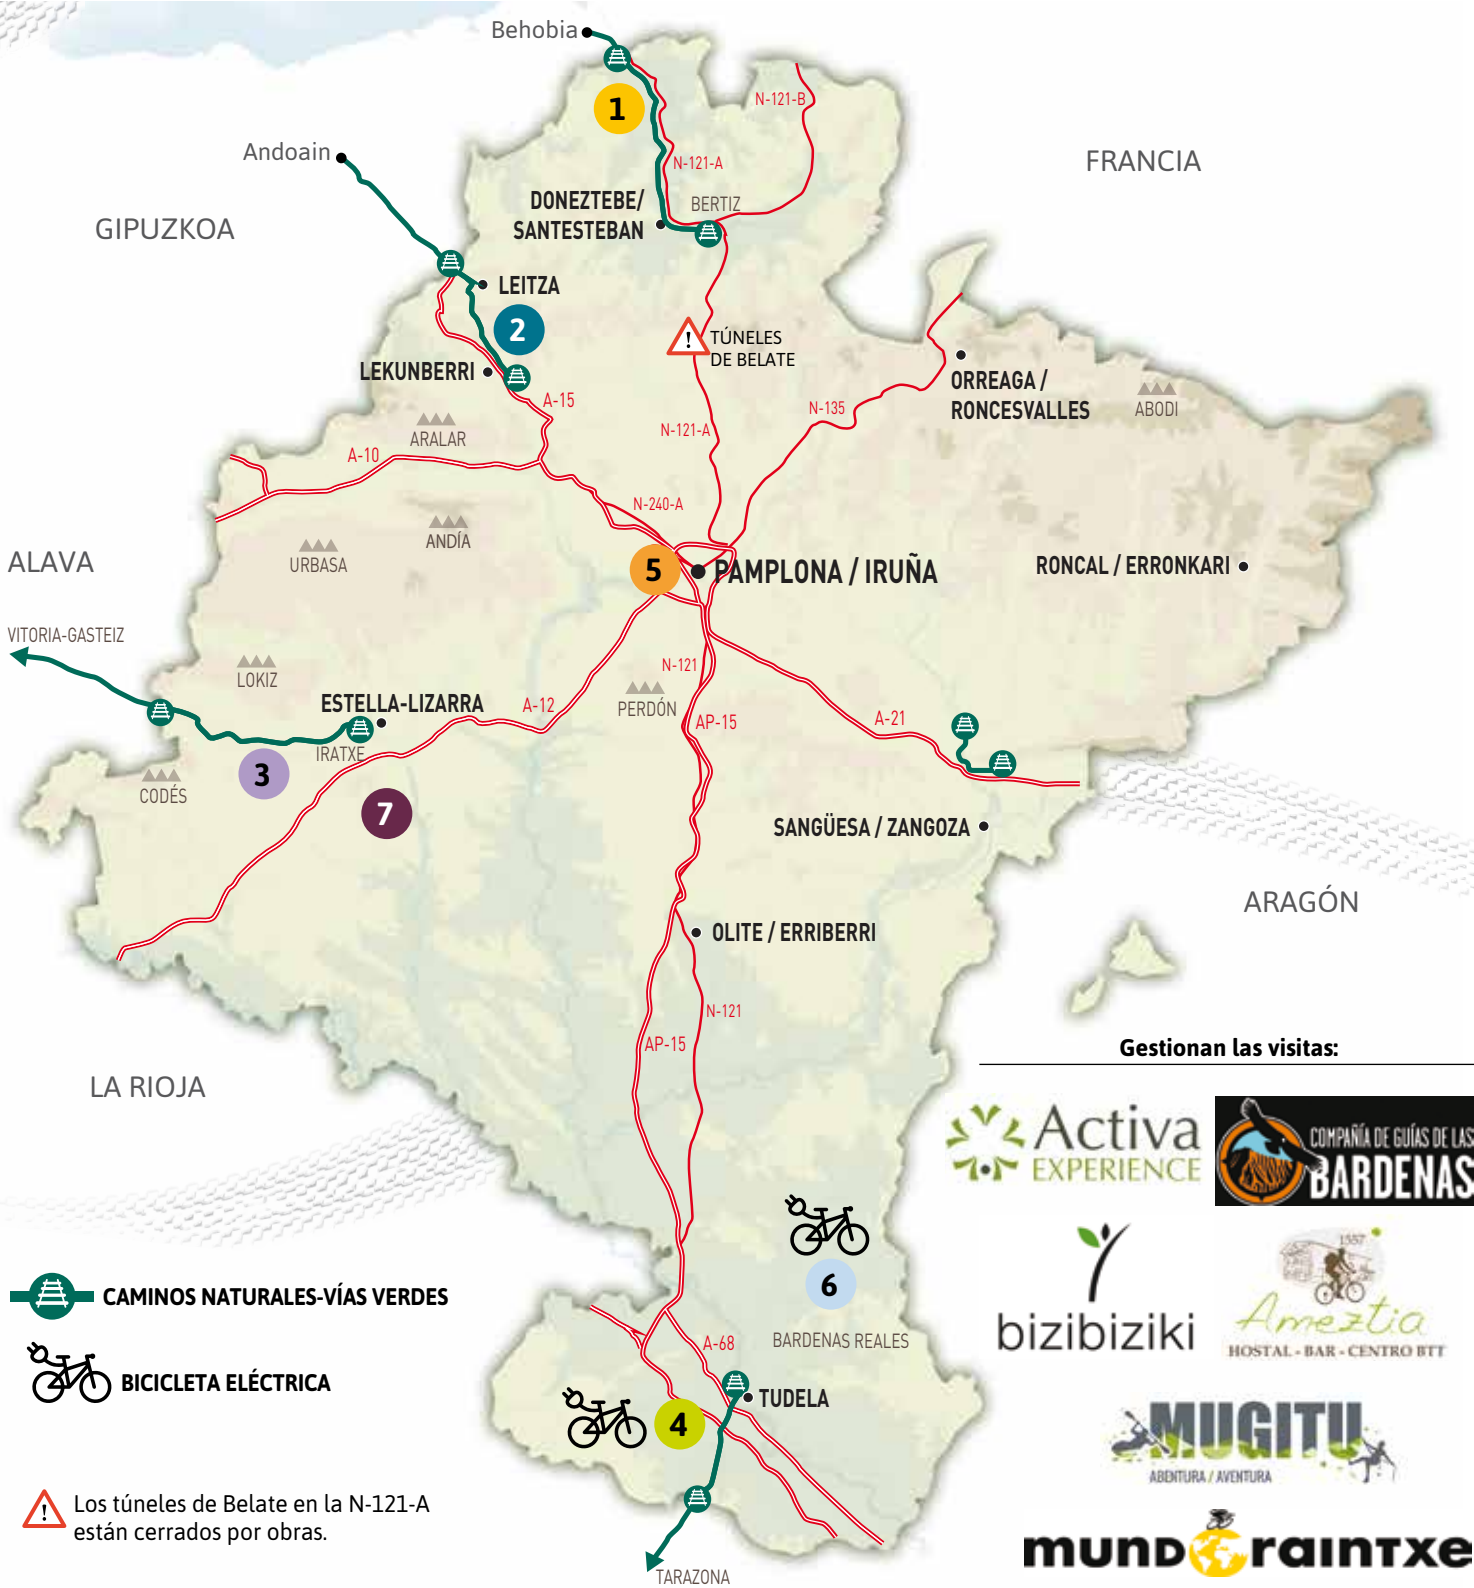 Behobia
1
N-121-B
Andoain
N-121-A
FRANCIA
DONEZTEBE/
SANTESTEBAN
BERTIZ
GIPUZKOA
LEITZA
2
TÚNELES
DE BELATE
LEKUNBERRI
ORREAGA /
RONCESVALLES
ABODI
A-15
N-135
ARALAR
N-121-A
A-10
N-240-A
ANDÍA
URBASA
ALAVA
5
PAMPLONA / IRUÑA
RONCAL / ERRONKARI
VITORIA-GASTEIZ
N-121
LOKIZ
ESTELLA-LIZARRA
A-12
PERDÓN
AP-15
A-21
IRATXE
3
CODÉS
7
SANGÜESA / ZANGOZA
ARAGÓN
OLITE / ERRIBERRI
N-121
AP-15
LA RIOJA
Gestionan las visitas:
Activa
EXPERIENCE
COMPAÑÍA DE GUÍAS DE LAS
BARDENAS
1557
bizibiziki
Ameztia
HOSTAL - BAR - CENTRO BTT
6
BARDENAS REALES
A-68
TUDELA
4
MUGITU
ABENTURA / AVENTURA
mundoraintxe
TARAZONA
CAMINOS NATURALES-VÍAS VERDES
BICICLETA ELÉCTRICA
Los túneles de Belate en la N-121-A
están cerrados por obras.